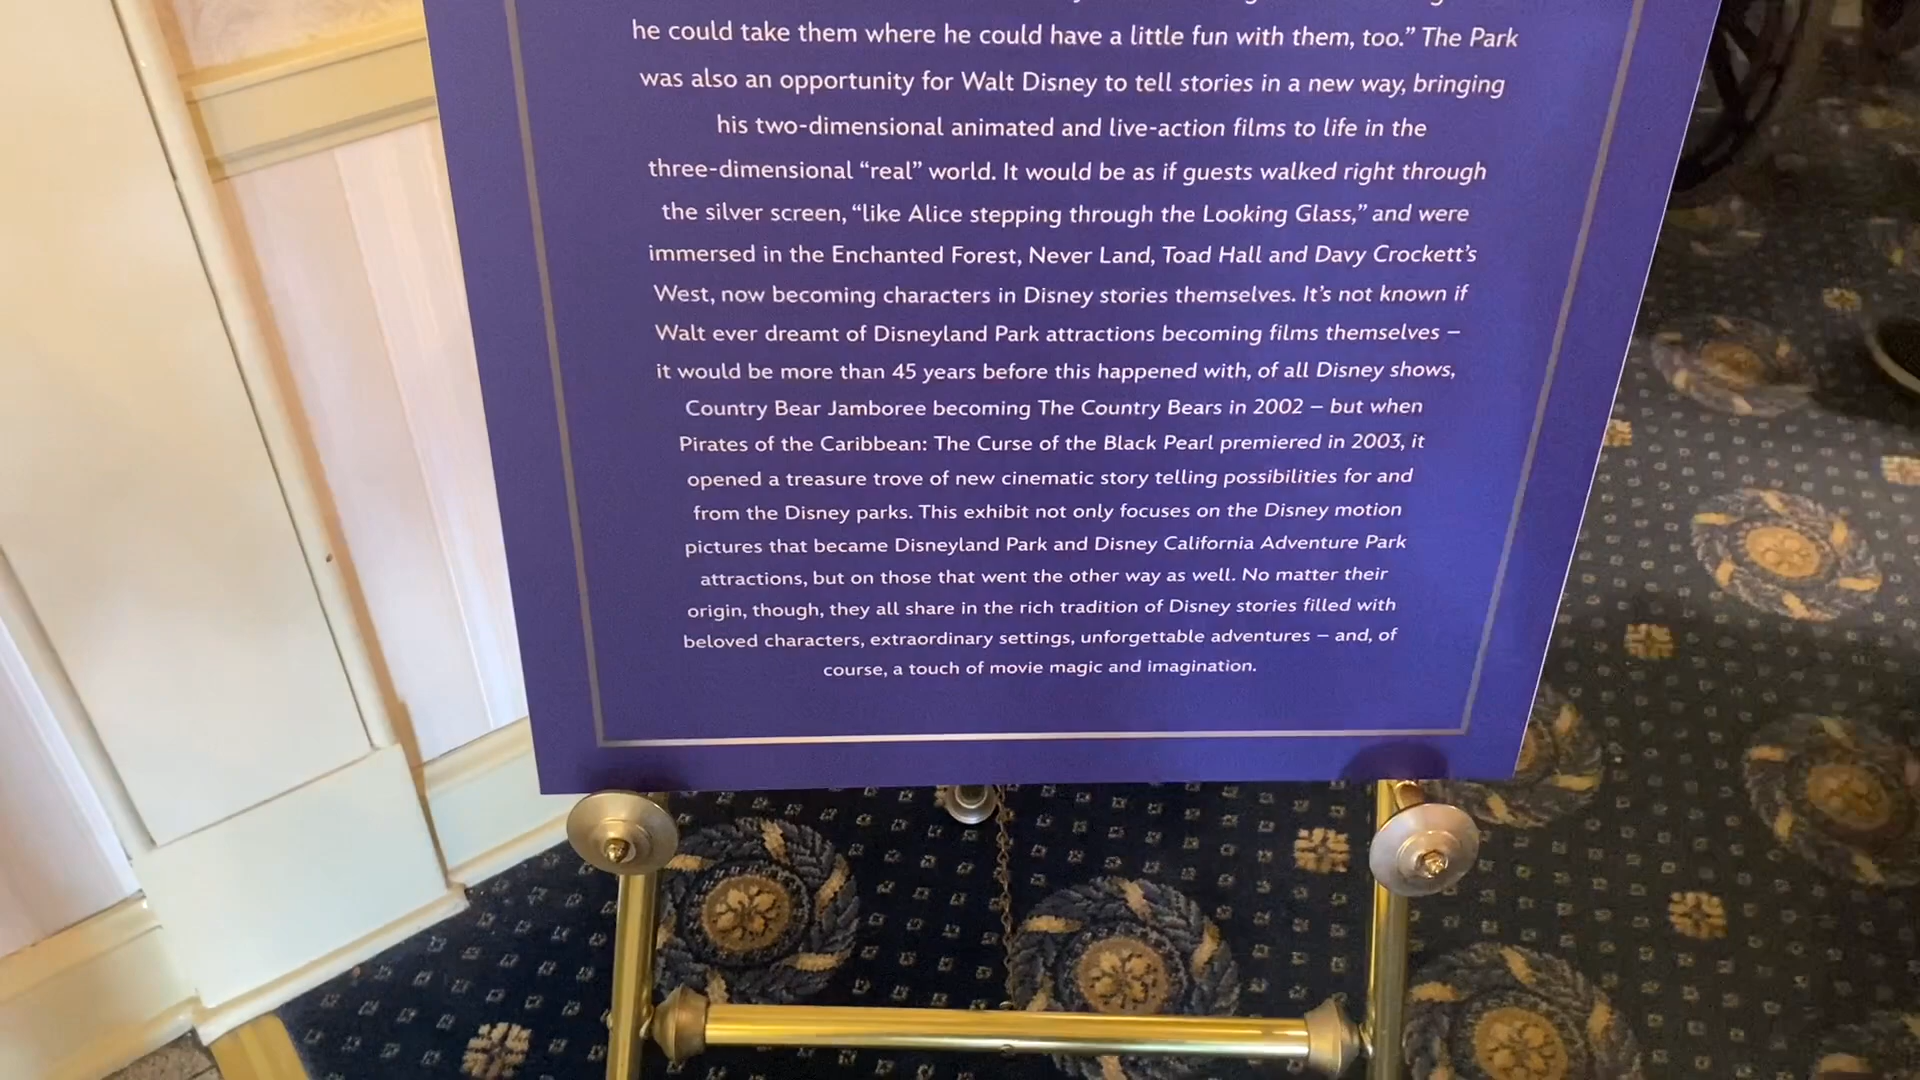 he could take them where he could have a little fun with them, too.” The Park
was also an opportunity for Walt Disney to tell stories in a new way, bringing
his two-dimensional animated and live-action films to life in the
three-dimensional “real” world. It would be as if guests walked right through
the silver screen, “like Alice stepping through the Looking Glass,” and were
immersed in the Enchanted Forest, Never Land, Toad Hall and Davy Crockett’s
West, now becoming characters in Disney stories themselves. It’s not known if
Walt ever dreamt of Disneyland Park attractions becoming films themselves –
it would be more than 45 years before this happened with, of all Disney shows,
Country Bear Jamboree becoming The Country Bears in 2002 – but when
Pirates of the Caribbean: The Curse of the Black Pearl premiered in 2003, it
opened a treasure trove of new cinematic story telling possibilities for and
from the Disney parks. This exhibit not only focuses on the Disney motion
pictures that became Disneyland Park and Disney California Adventure Park
attractions, but on those that went the other way as well. No matter their
origin, though, they all share in the rich tradition of Disney stories filled with
beloved characters, extraordinary settings, unforgettable adventures – and, of
course, a touch of movie magic and imagination.